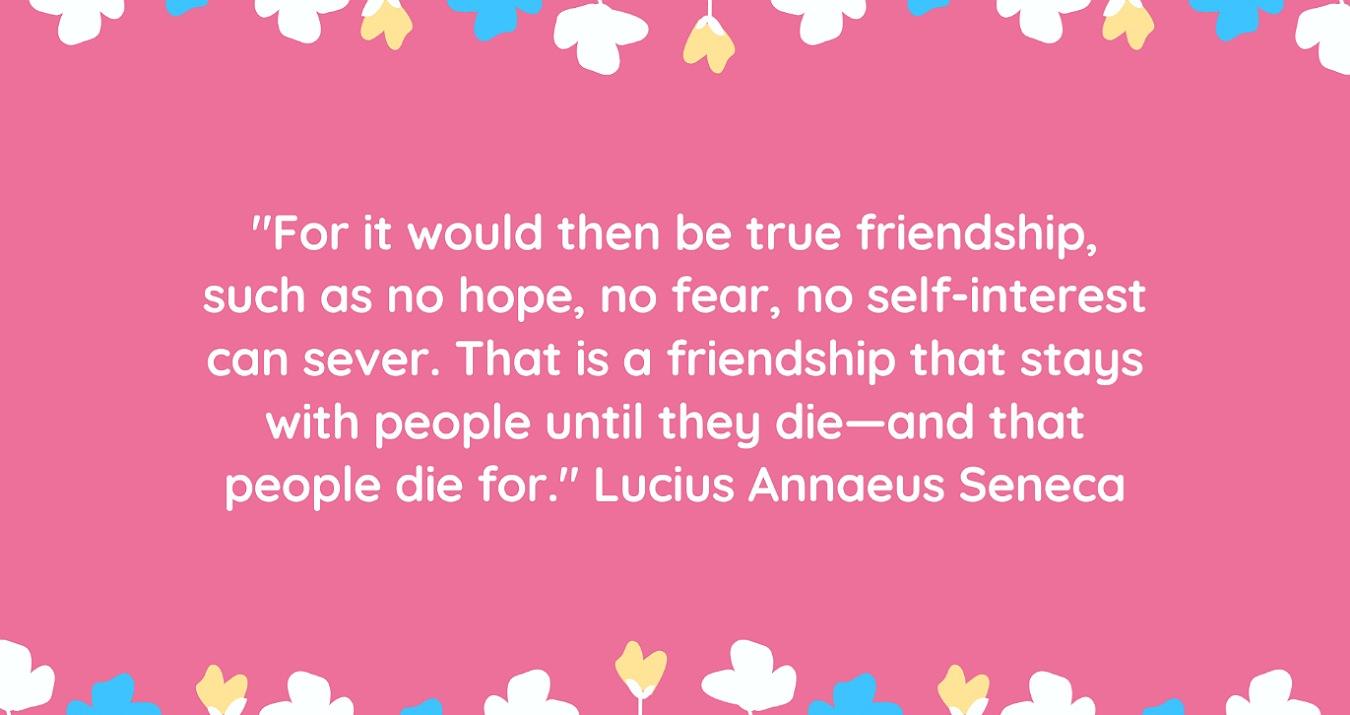 "For it would then be true friendship,
such as no hope, no fear, no self-interest
can sever. That is a friendship that stays
with people until they die—and that
people die for." Lucius Annaeus Seneca